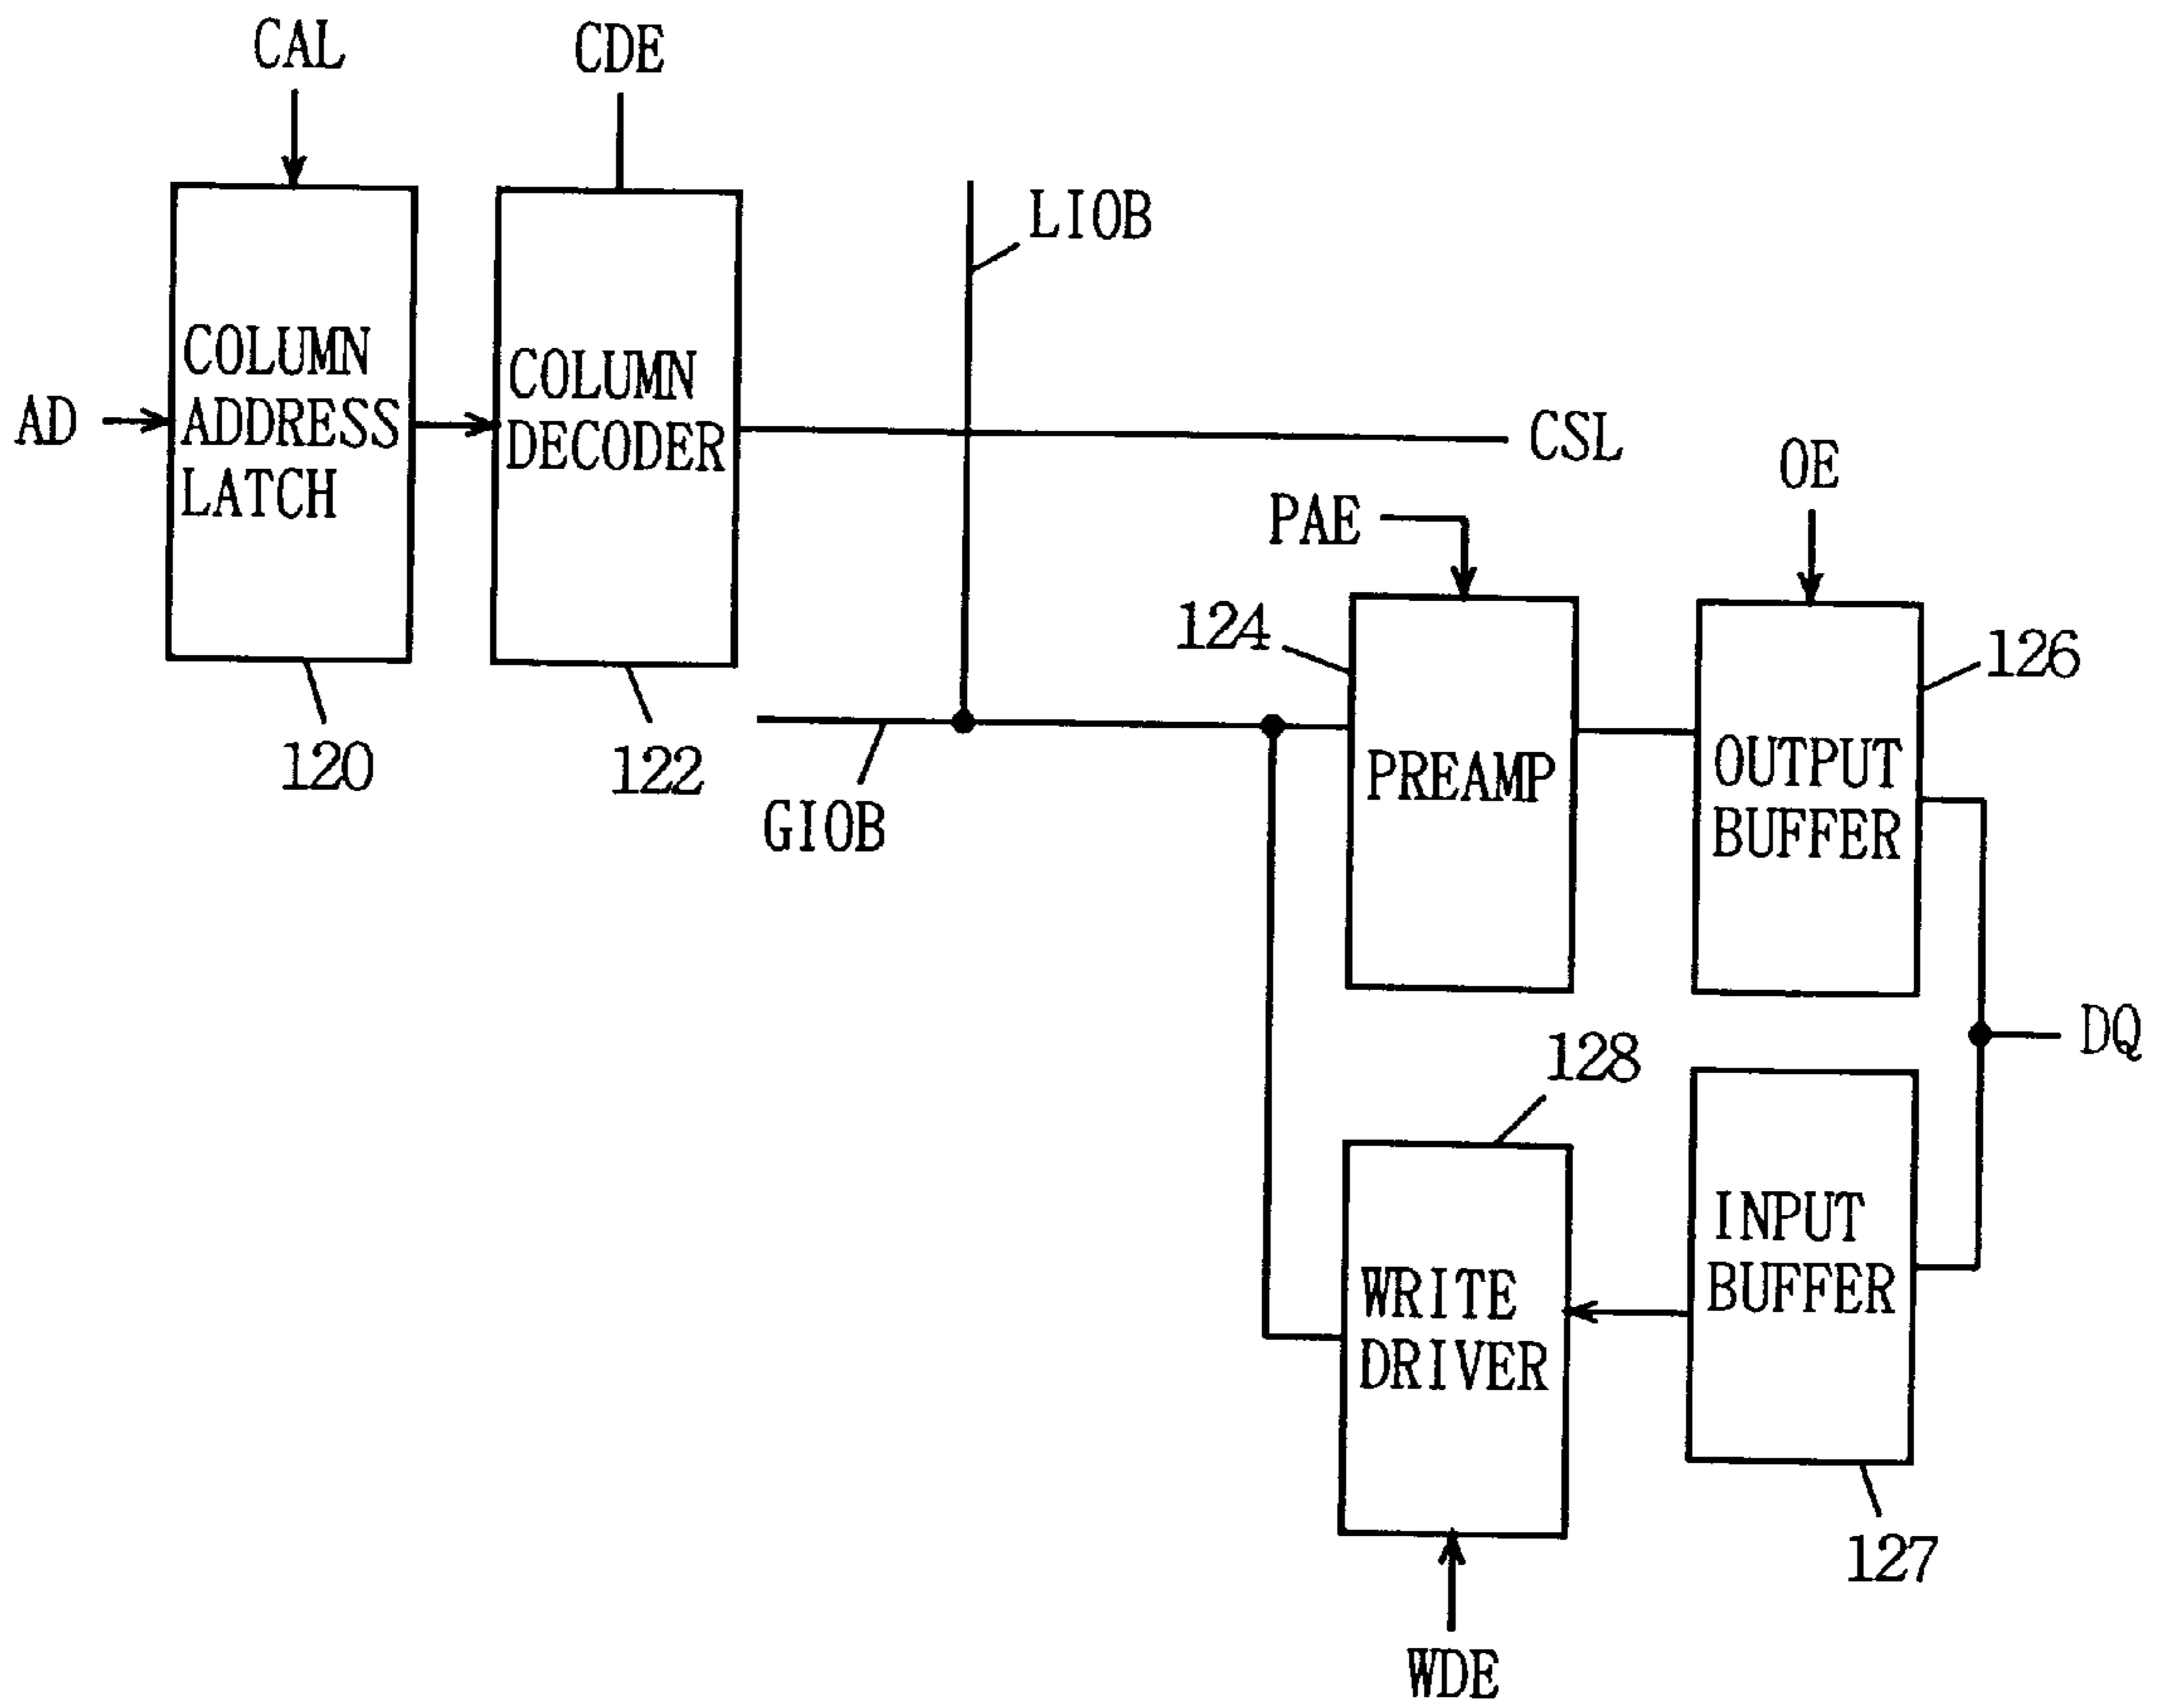 CAL
CDE
LIOB
COLUMN
ADDRESS
LATCH
COLUMN
DECODER
AD
CSL
OE
PAE
124
126
120
122
GIOB
PREAMP
OUTPUT
BUFFER
DQ
128
INPUT
BUFFER
WRITE
DRIVER
127
WDE